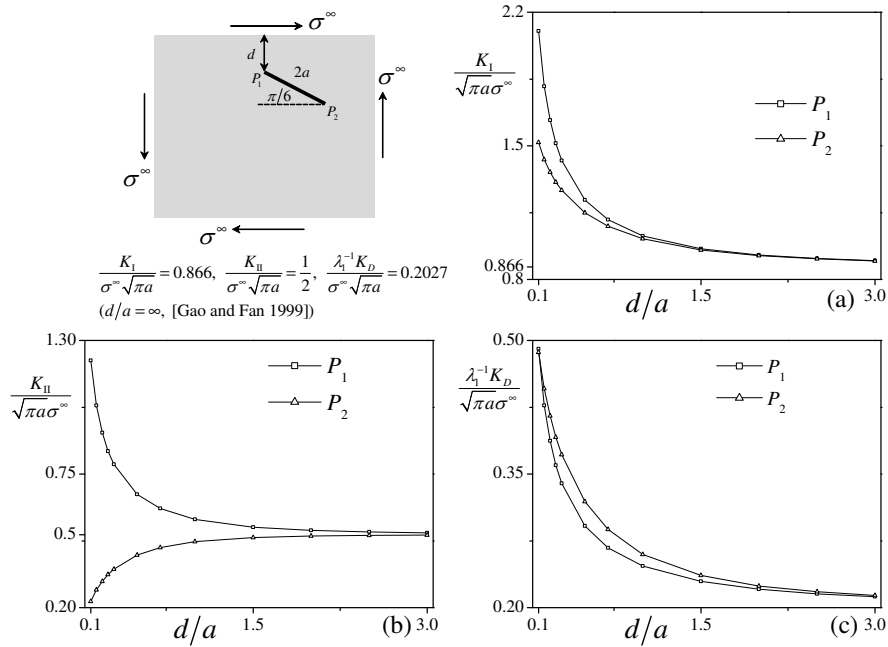 σ^∞
d
P_1
2a
π/6
P_2
σ^∞
σ^∞
σ^∞
K_I/(σ^∞√πa) = 0.866, K_II/(σ^∞√πa) = 1/2, λ_1^{-1}K_D/(σ^∞√πa) = 0.2027
(d/a = ∞, [Gao and Fan 1999])
2.2
K_I/(√πa σ^∞)
P_1
P_2
1.5
0.866
0.8
0.1
d/a
1.5
3.0
(a)
1.30
K_II/(√πa σ^∞)
P_1
P_2
0.75
0.5
0.20
0.1
d/a
1.5
3.0
(b)
0.50
λ_1^{-1}K_D/(√πa σ^∞)
P_1
P_2
0.35
0.20
0.1
d/a
1.5
3.0
(c)